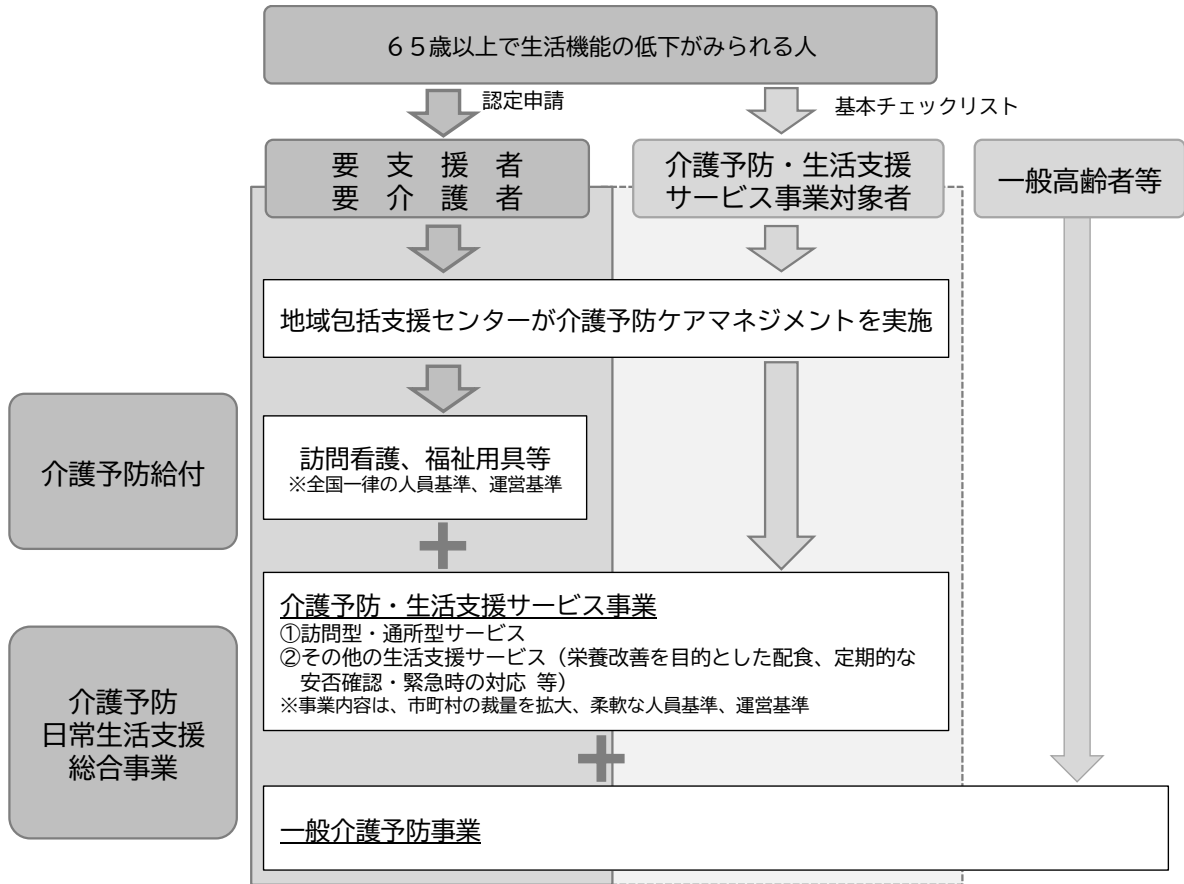 ６５歳以上で生活機能の低下がみられる人
認定申請
基本チェックリスト
要支援者
要介護者
介護予防・生活支援
サービス事業対象者
一般高齢者等
地域包括支援センターが介護予防ケアマネジメントを実施
介護予防給付
訪問看護、福祉用具等
※全国一律の人員基準、運営基準
介護予防・生活支援サービス事業
①訪問型・通所型サービス
②その他の生活支援サービス（栄養改善を目的とした配食、定期的な
安否確認・緊急時の対応 等）
※事業内容は、市町村の裁量を拡大、柔軟な人員基準、運営基準
介護予防
日常生活支援
総合事業
一般介護予防事業